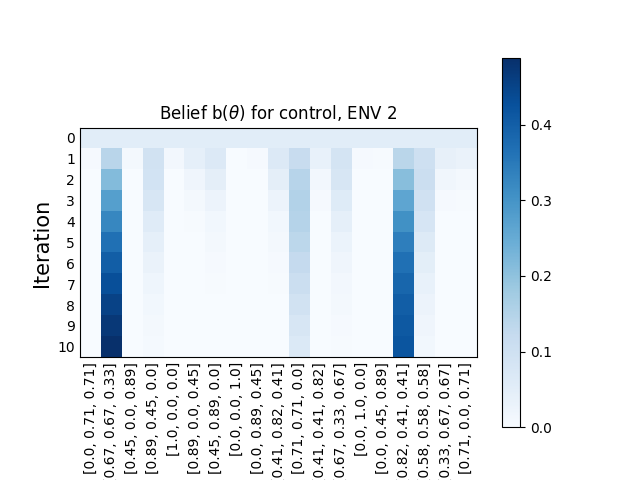 Belief b(θ) for control, ENV 2
Iteration
0
1
2
3
4
5
6
7
8
9
10
[0.0, 0.71, 0.71]
0.67, 0.67, 0.33]
[0.45, 0.0, 0.89]
[0.89, 0.45, 0.0]
[1.0, 0.0, 0.0]
[0.89, 0.0, 0.45]
[0.45, 0.89, 0.0]
[0.0, 0.0, 1.0]
[0.0, 0.89, 0.45]
0.41, 0.82, 0.41]
[0.71, 0.71, 0.0]
0.41, 0.41, 0.82]
0.67, 0.33, 0.67]
[0.0, 1.0, 0.0]
[0.0, 0.45, 0.89]
0.82, 0.41, 0.41]
0.58, 0.58, 0.58]
0.33, 0.67, 0.67]
[0.71, 0.0, 0.71]
0.4
0.3
0.2
0.1
0.0